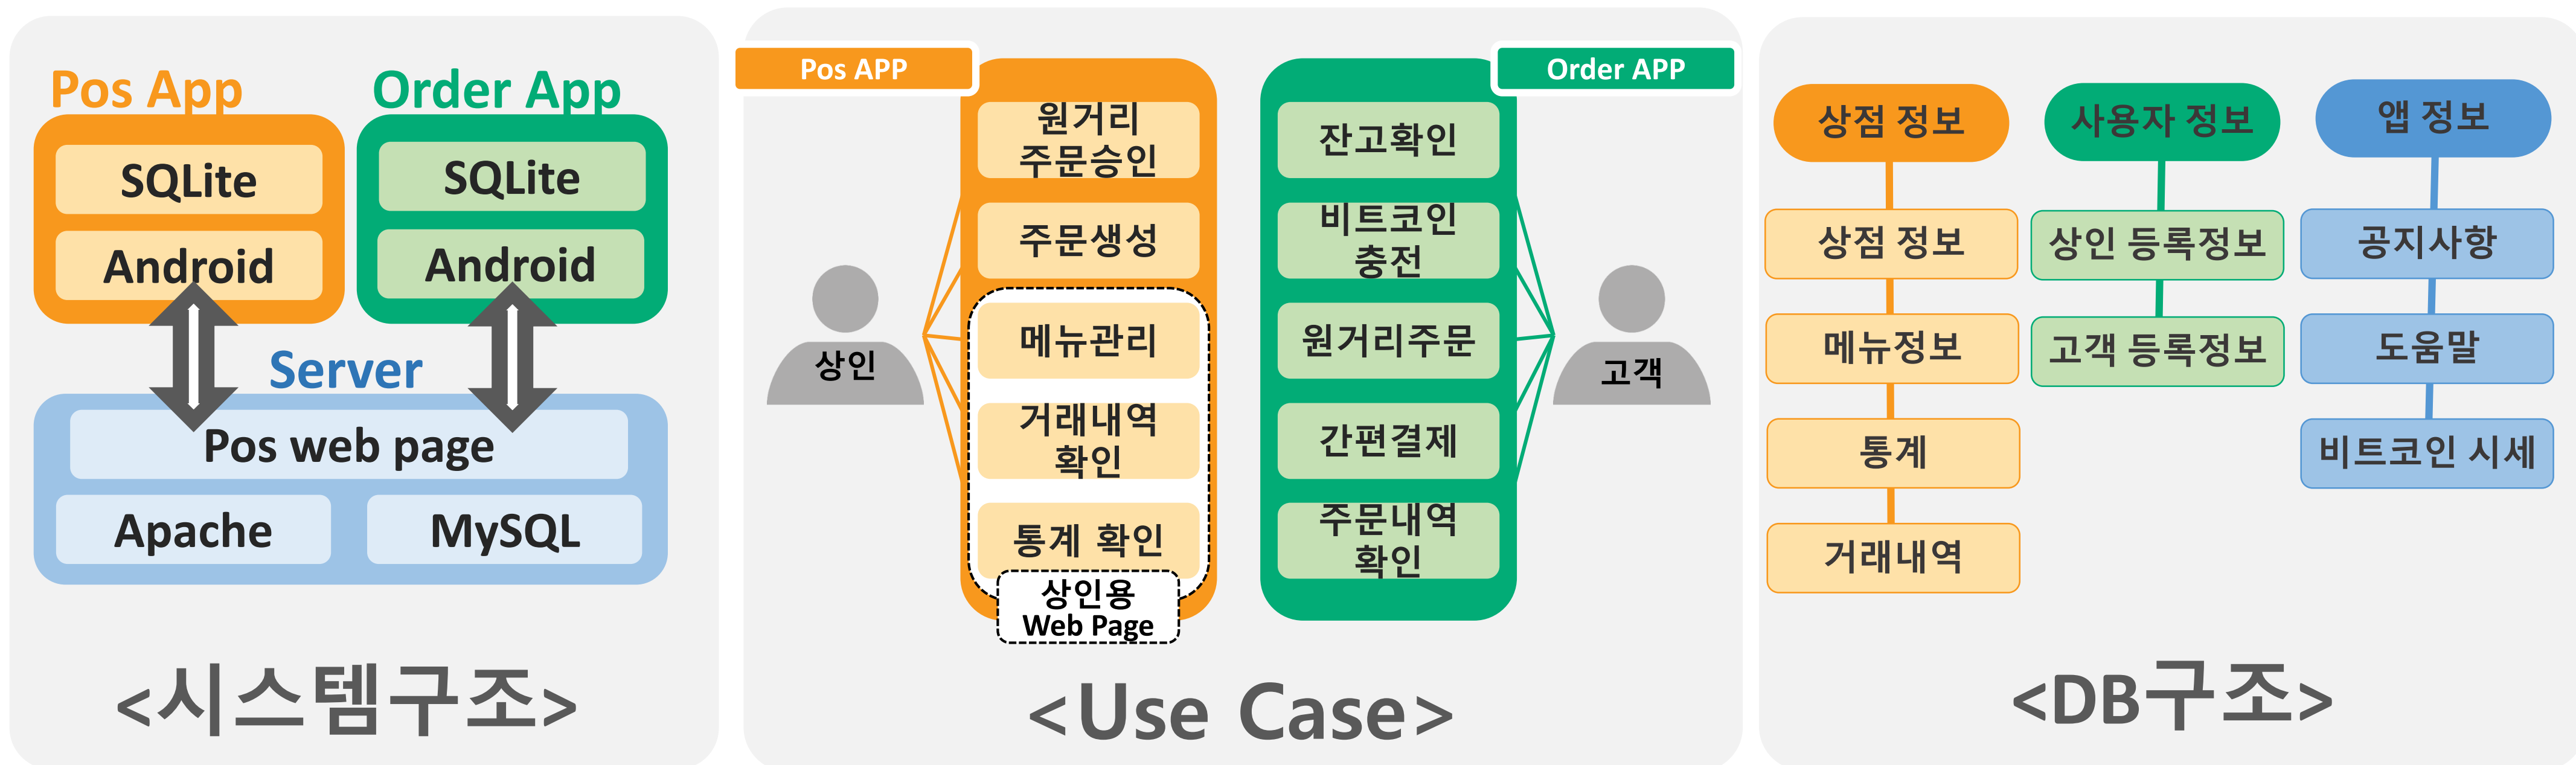 Pos App
Order App
SQLite
Android
SQLite
Android
Server
Pos web page
Apache
MySQL
<시스템구조>
Pos APP
Order APP
상인
원거리
주문승인
주문생성
메뉴관리
거래내역
확인
통계 확인
상인용
Web Page
잔고확인
비트코인
충전
원거리주문
간편결제
주문내역
확인
고객
<Use Case>
상점 정보
상점 정보
메뉴정보
통계
거래내역
사용자 정보
상인 등록정보
고객 등록정보
앱 정보
공지사항
도움말
비트코인 시세
<DB구조>